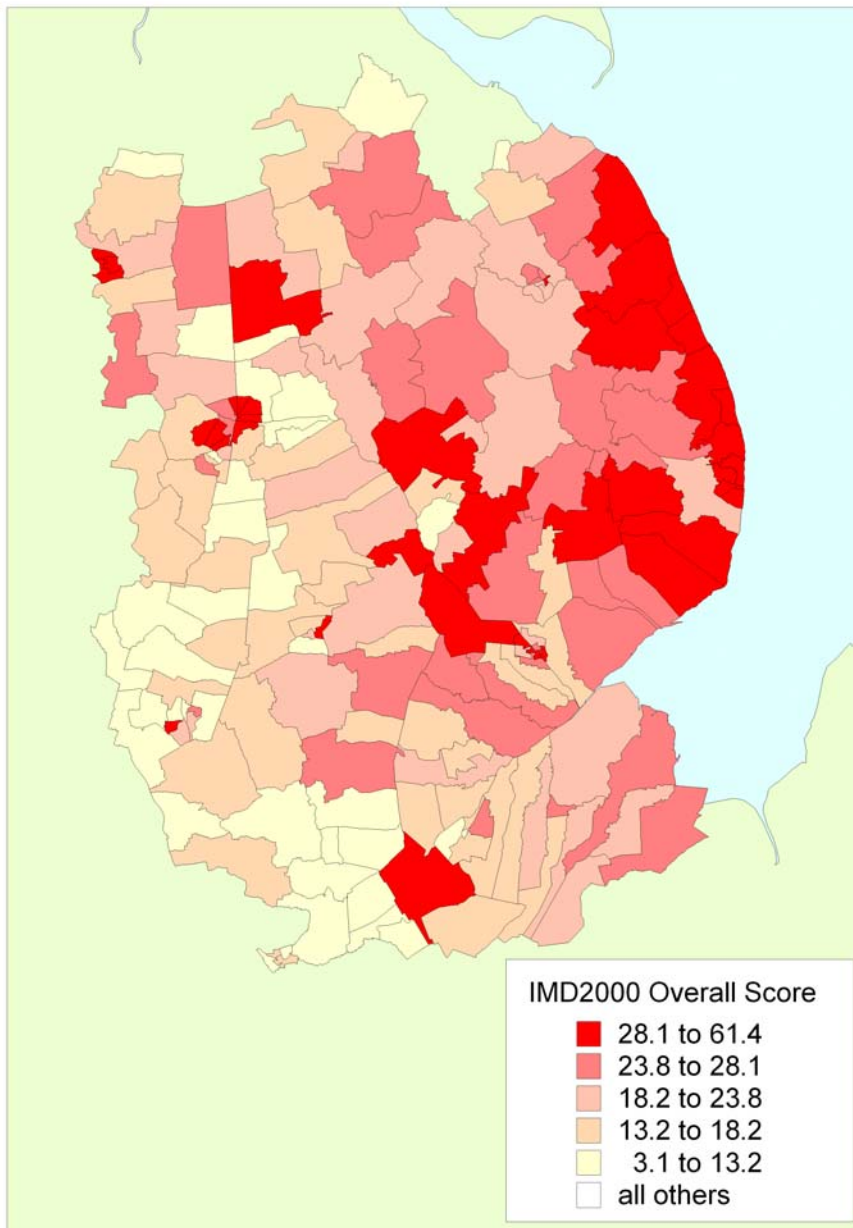 IMD2000 Overall Score
28.1 to 61.4
23.8 to 28.1
18.2 to 23.8
13.2 to 18.2
3.1 to 13.2
all others